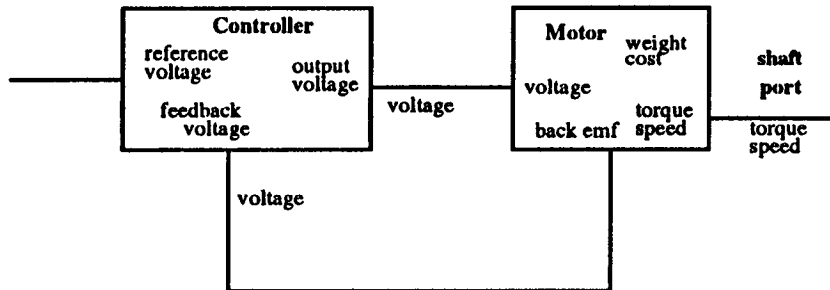 Controller
reference
voltage
output
voltage
feedback
voltage
voltage
Motor
weight
cost
voltage
torque
speed
back emf
shaft
port
torque
speed
voltage